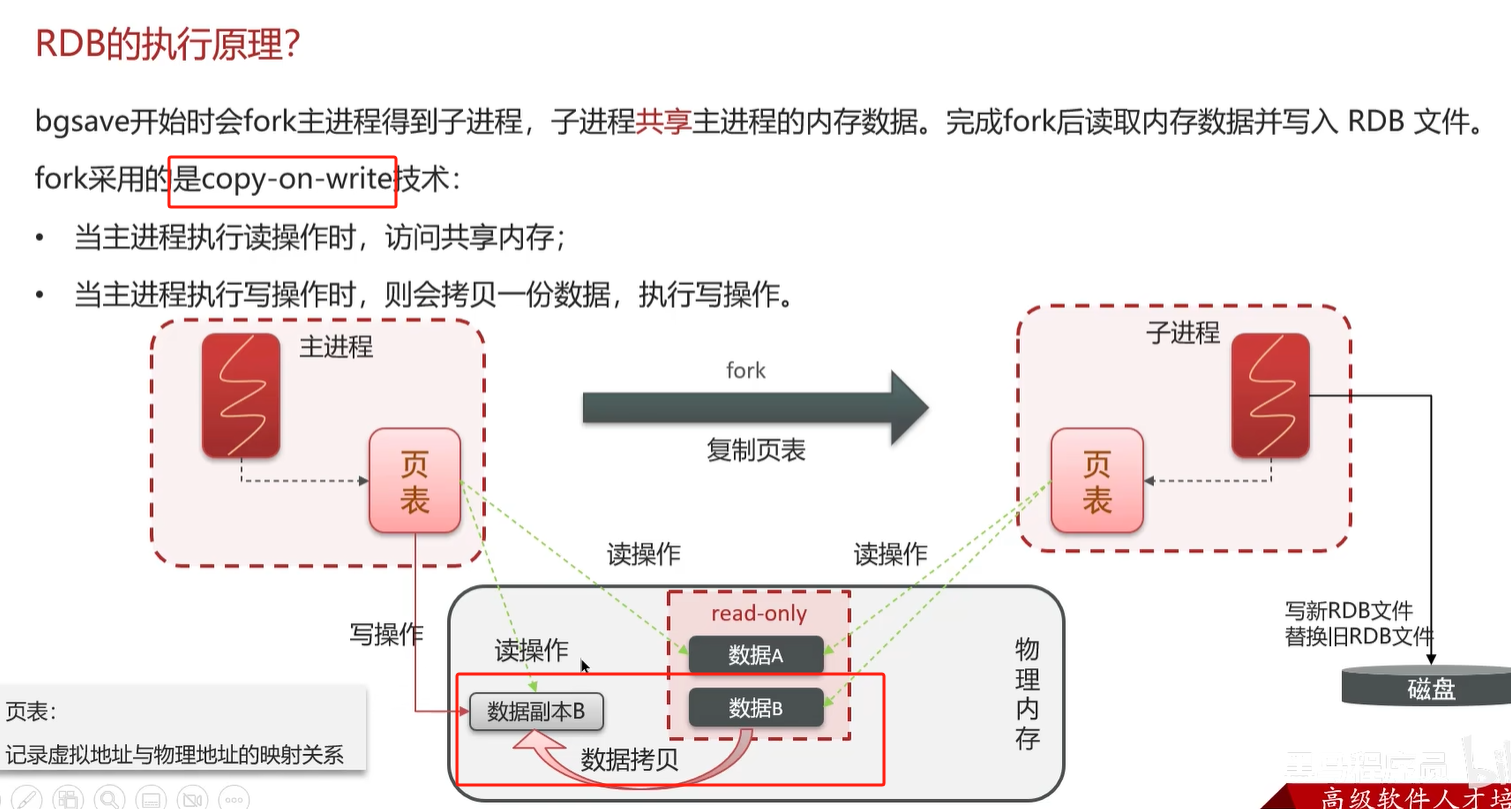 RDB的执行原理？
bgsave开始时会fork主进程得到子进程，子进程共享主进程的内存数据。完成fork后读取内存数据并写入 RDB 文件。
fork采用的是copy-on-write技术：
• 当主进程执行读操作时，访问共享内存；
• 当主进程执行写操作时，则会拷贝一份数据，执行写操作。
主进程
子进程
fork
复制页表
页表
页表
读操作
读操作
写操作
读操作
read-only
数据A
数据B
数据副本B
数据拷贝
物理内存
写新RDB文件
替换旧RDB文件
磁盘
页表：
记录虚拟地址与物理地址的映射关系
高级软件人才培